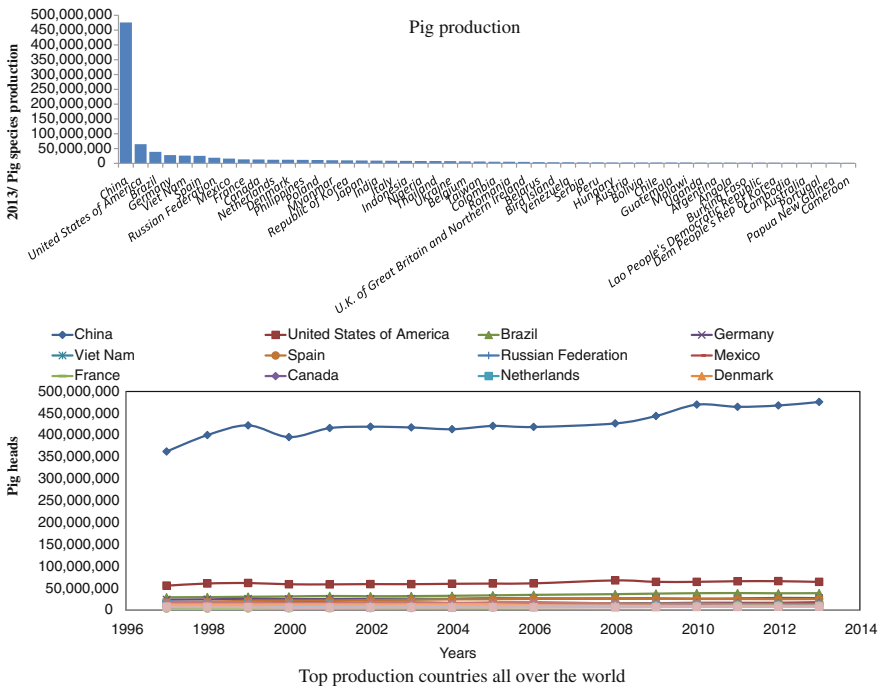 Pig production
2013/ Pig species production
500,000,000
450,000,000
400,000,000
350,000,000
300,000,000
250,000,000
200,000,000
150,000,000
100,000,000
50,000,000
0
China
United States of America
Brazil
Germany
Viet Nam
Spain
Russian Federation
Mexico
France
Canada
Netherlands
Denmark
Philippines
Poland
Myanmar
Republic of Korea
Japan
India
Italy
Indonesia
Nigeria
Thailand
Ukraine
Belgium
Taiwan
Colombia
Romania
U.K. of Great Britain and Northern Ireland
Belarus
Bird Island
Venezuela
Serbia
Peru
Hungary
Austria
Bolivia
Chile
Guatemala
Malawi
Uganda
Argentina
Angola
Burkina Faso
Lao People's Democratic Republic
Dem People's Rep of Korea
Cambodia
Australia
Portugal
Papua New Guinea
Cameroon
China United States of America Brazil Germany
Viet Nam Spain Russian Federation Mexico
France Canada Netherlands Denmark
Pig heads
500,000,000
450,000,000
400,000,000
350,000,000
300,000,000
250,000,000
200,000,000
150,000,000
100,000,000
50,000,000
0
1996 1998 2000 2002 2004 2006 2008 2010 2012 2014
Years
Top production countries all over the world